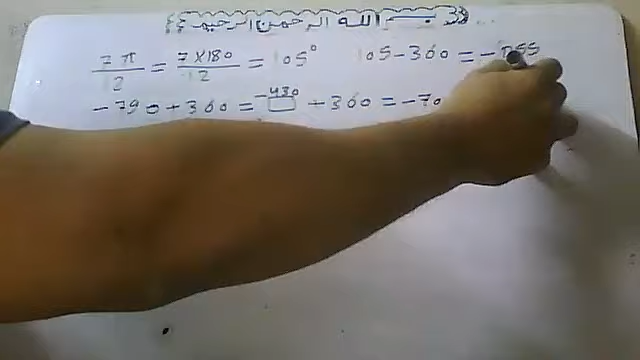 بسم الله الرحمن الرحيم
7π/12 = 7×180/12 = 105° 105-360 = -255
-790+360 = -430 +360 = -70